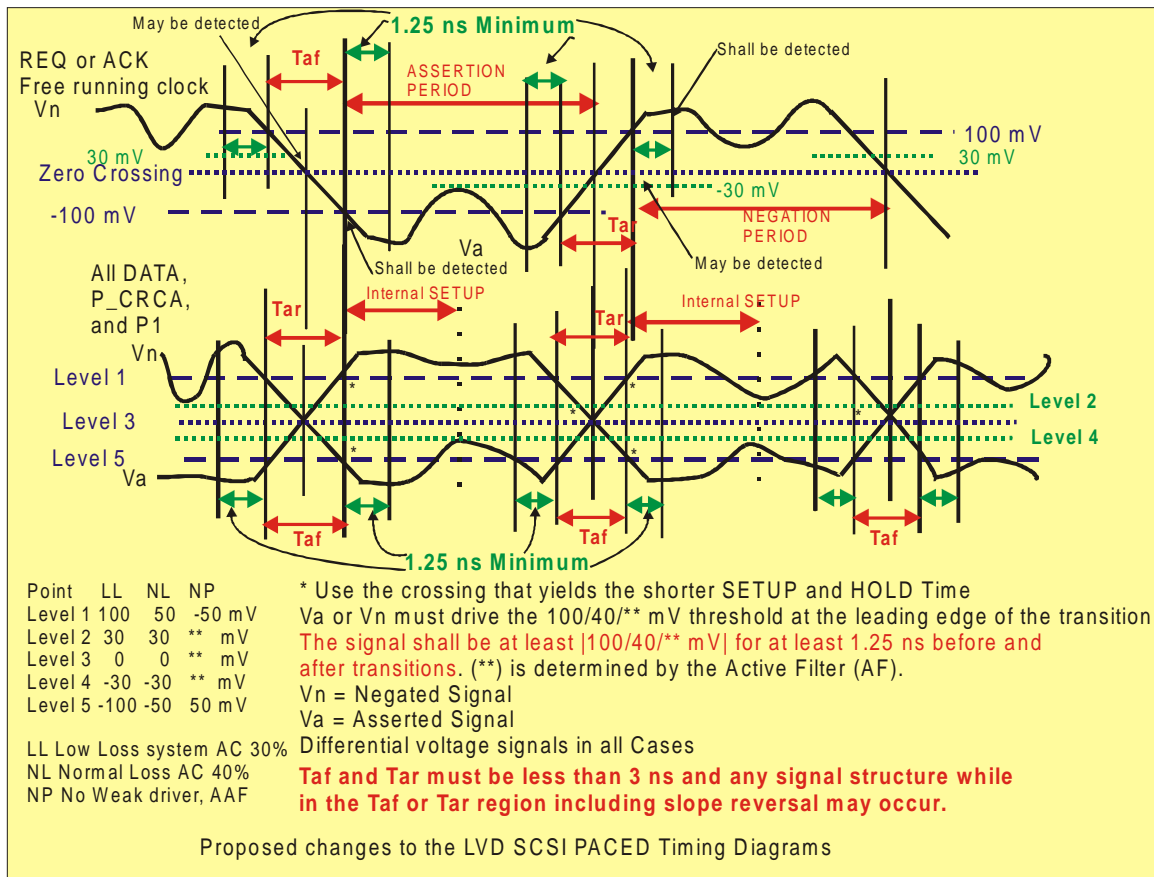 May be detected
1.25 ns Minimum
REQ or ACK
Free running clock
Taf
Shall be detected
ASSERTION
PERIOD
Vn
100 mV
30 mV
30 mV
Zero Crossing
-30 mV
-100 mV
NEGATION
PERIOD
Tar
Va
Shall be detected
May be detected
All DATA,
P_CRCA,
and P1
Internal SETUP
Internal SETUP
Tar
Tar
Vn
Level 1
*
*
Level 2
Level 3
*
*
Level 4
Level 5
*
*
Va
Taf
Taf
Taf
1.25 ns Minimum
Point LL NL NP
Level 1 100 50 -50 mV
Level 2 30 30 ** mV
Level 3 0 0 ** mV
Level 4 -30 -30 ** mV
Level 5 -100 -50 50 mV
LL Low Loss system AC 30%
NL Normal Loss AC 40%
NP No Weak driver, AAF
* Use the crossing that yields the shorter SETUP and HOLD Time
Va or Vn must drive the 100/40/** mV threshold at the leading edge of the transition
The signal shall be at least |100/40/** mV| for at least 1.25 ns before and
after transitions. (**) is determined by the Active Filter (AF).
Vn = Negated Signal
Va = Asserted Signal
Differential voltage signals in all Cases
Taf and Tar must be less than 3 ns and any signal structure while
in the Taf or Tar region including slope reversal may occur.
Proposed changes to the LVD SCSI PACED Timing Diagrams